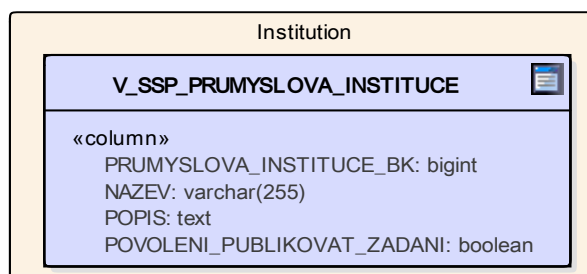 Institution
V_SSP_PRUMYSLOVA_INSTITUCE
«column»
PRUMYSLOVA_INSTITUCE_BK: bigint
NAZEV: varchar(255)
POPIS: text
POVOLENI_PUBLIKOVAT_ZADANI: boolean